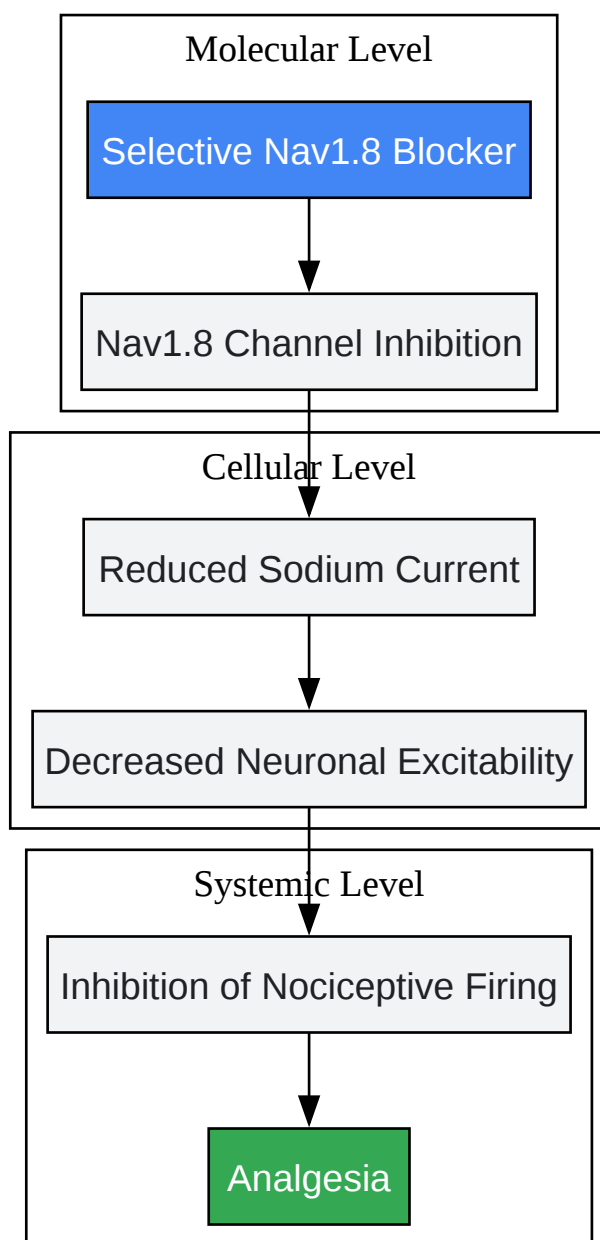 Molecular Level
Selective Nav1.8 Blocker
Nav1.8 Channel Inhibition
Cellular Level
Reduced Sodium Current
Decreased Neuronal Excitability
Systemic Level
Inhibition of Nociceptive Firing
Analgesia